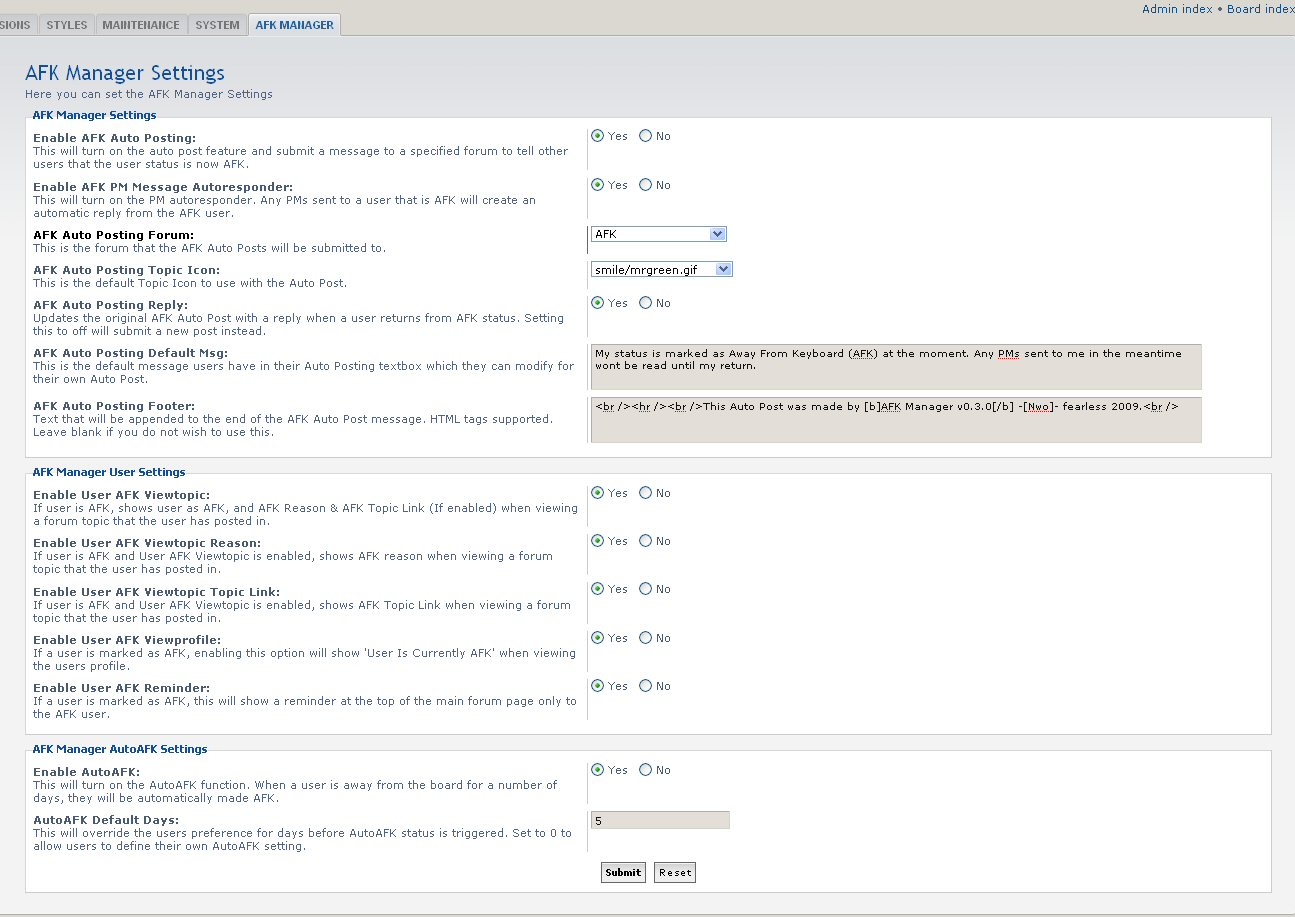 Admin index • Board index
SIONS STYLES MAINTENANCE SYSTEM AFK MANAGER
AFK Manager Settings
Here you can set the AFK Manager Settings
AFK Manager Settings
Enable AFK Auto Posting: Yes No
This will turn on the auto post feature and submit a message to a specified forum to tell other
users that the user status is now AFK.
Enable AFK PM Message Autoresponder: Yes No
This will turn on the PM autoresponder. Any PMs sent to a user that is AFK will create an
automatic reply from the AFK user.
AFK Auto Posting Forum: AFK
This is the forum that the AFK Auto Posts will be submitted to.
AFK Auto Posting Topic Icon: smile/mrgreen.gif
This is the default Topic Icon to use with the Auto Post.
AFK Auto Posting Reply: Yes No
Updates the original AFK Auto Post with a reply when a user returns from AFK status. Setting
this to off will submit a new post instead.
AFK Auto Posting Default Msg:
This is the default message users have in their Auto Posting textbox which they can modify for
their own Auto Post.
My status is marked as Away From Keyboard (AFK) at the moment. Any PMs sent to me in the meantime
wont be read until my return.
AFK Auto Posting Footer:
Text that will be appended to the end of the AFK Auto Post message. HTML tags supported.
Leave blank if you do not wish to use this.
<br /><hr /><br />This Auto Post was made by [b]AFK Manager v0.3.0[/b] -[Nwo]- fearless 2009.<br />
AFK Manager User Settings
Enable User AFK Viewtopic: Yes No
If user is AFK, shows user as AFK, and AFK Reason & AFK Topic Link (If enabled) when viewing
a forum topic that the user has posted in.
Enable User AFK Viewtopic Reason: Yes No
If user is AFK and User AFK Viewtopic is enabled, shows AFK reason when viewing a forum
topic that the user has posted in.
Enable User AFK Viewtopic Topic Link: Yes No
If user is AFK and User AFK Viewtopic is enabled, shows AFK Topic Link when viewing a forum
topic that the user has posted in.
Enable User AFK Viewprofile: Yes No
If a user is marked as AFK, enabling this option will show 'User Is Currently AFK' when viewing
the users profile.
Enable User AFK Reminder: Yes No
If a user is marked as AFK, this will show a reminder at the top of the main forum page only to
the AFK user.
AFK Manager AutoAFK Settings
Enable AutoAFK: Yes No
This will turn on the AutoAFK function. When a user is away from the board for a number of
days, they will be automatically made AFK.
AutoAFK Default Days: 5
This will override the users preference for days before AutoAFK status is triggered. Set to 0 to
allow users to define their own AutoAFK setting.
Submit Reset